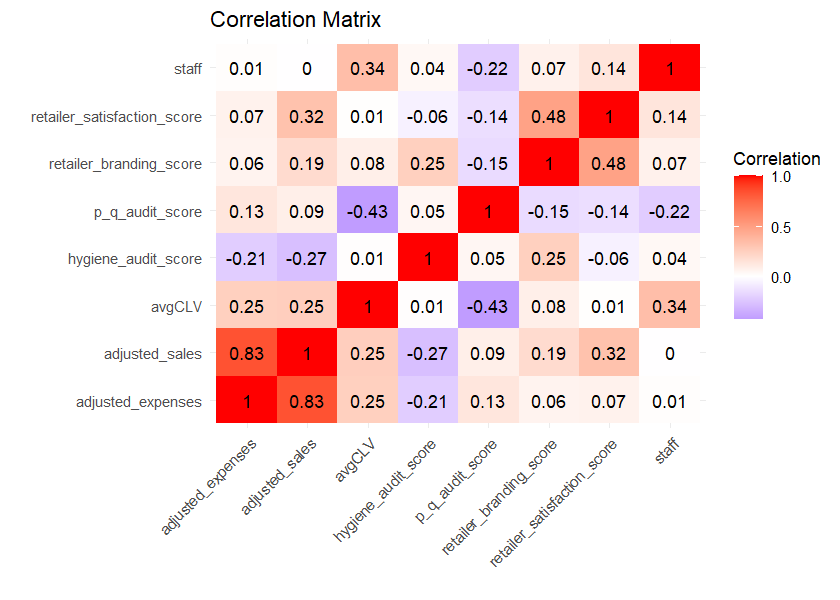 Correlation Matrix
staff 0.01 0 0.34 0.04 -0.22 0.07 0.14 1
retailer_satisfaction_score 0.07 0.32 0.01 -0.06 -0.14 0.48 1 0.14
retailer_branding_score 0.06 0.19 0.08 0.25 -0.15 1 0.48 0.07
p_q_audit_score 0.13 0.09 -0.43 0.05 1 -0.15 -0.14 -0.22
hygiene_audit_score -0.21 -0.27 0.01 1 0.05 0.25 -0.06 0.04
avgCLV 0.25 0.25 1 0.01 -0.43 0.08 0.01 0.34
adjusted_sales 0.83 1 0.25 -0.27 0.09 0.19 0.32 0
adjusted_expenses 1 0.83 0.25 -0.21 0.13 0.06 0.07 0.01
adjusted_expenses
adjusted_sales
avgCLV
hygiene_audit_score
p_q_audit_score
retailer_branding_score
retailer_satisfaction_score
staff
Correlation
1.0
0.5
0.0